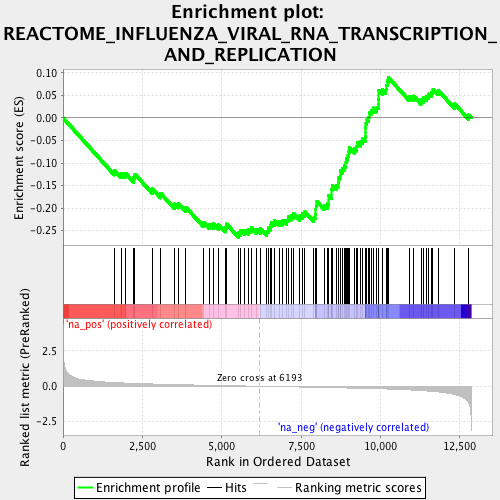 Enrichment plot:
REACTOME_INFLUENZA_VIRAL_RNA_TRANSCRIPTION_
AND_REPLICATION
Enrichment score (ES)
0.10
0.05
0.00
-0.05
-0.10
-0.15
-0.20
-0.25
'na_pos' (positively correlated)
Ranked list metric (PreRanked)
2.5
0.0
-2.5
Zero cross at 6193
'na_neg' (negatively correlated)
0
2,500
5,000
7,500
10,000
12,500
Rank in Ordered Dataset
Enrichment profile
Hits
Ranking metric scores